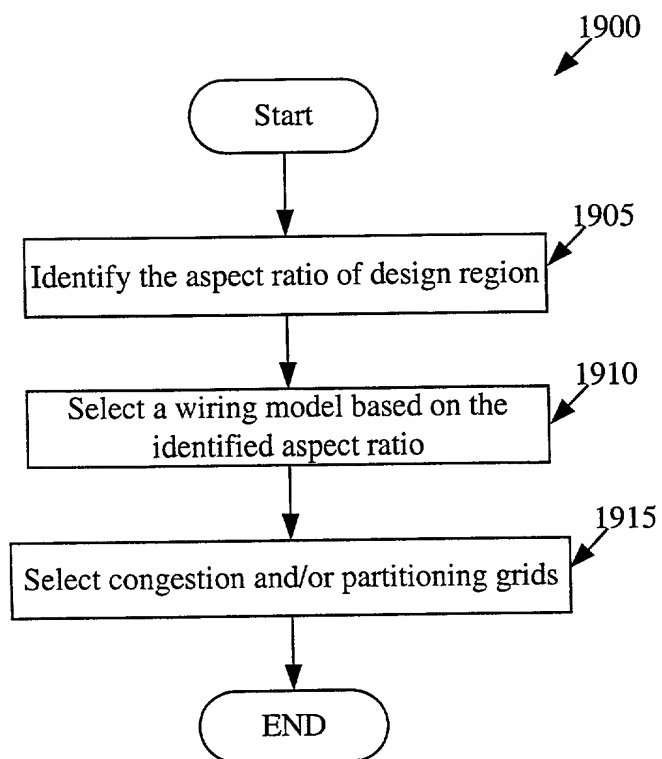 1900
Start
1905
Identify the aspect ratio of design region
1910
Select a wiring model based on the
identified aspect ratio
1915
Select congestion and/or partitioning grids
END